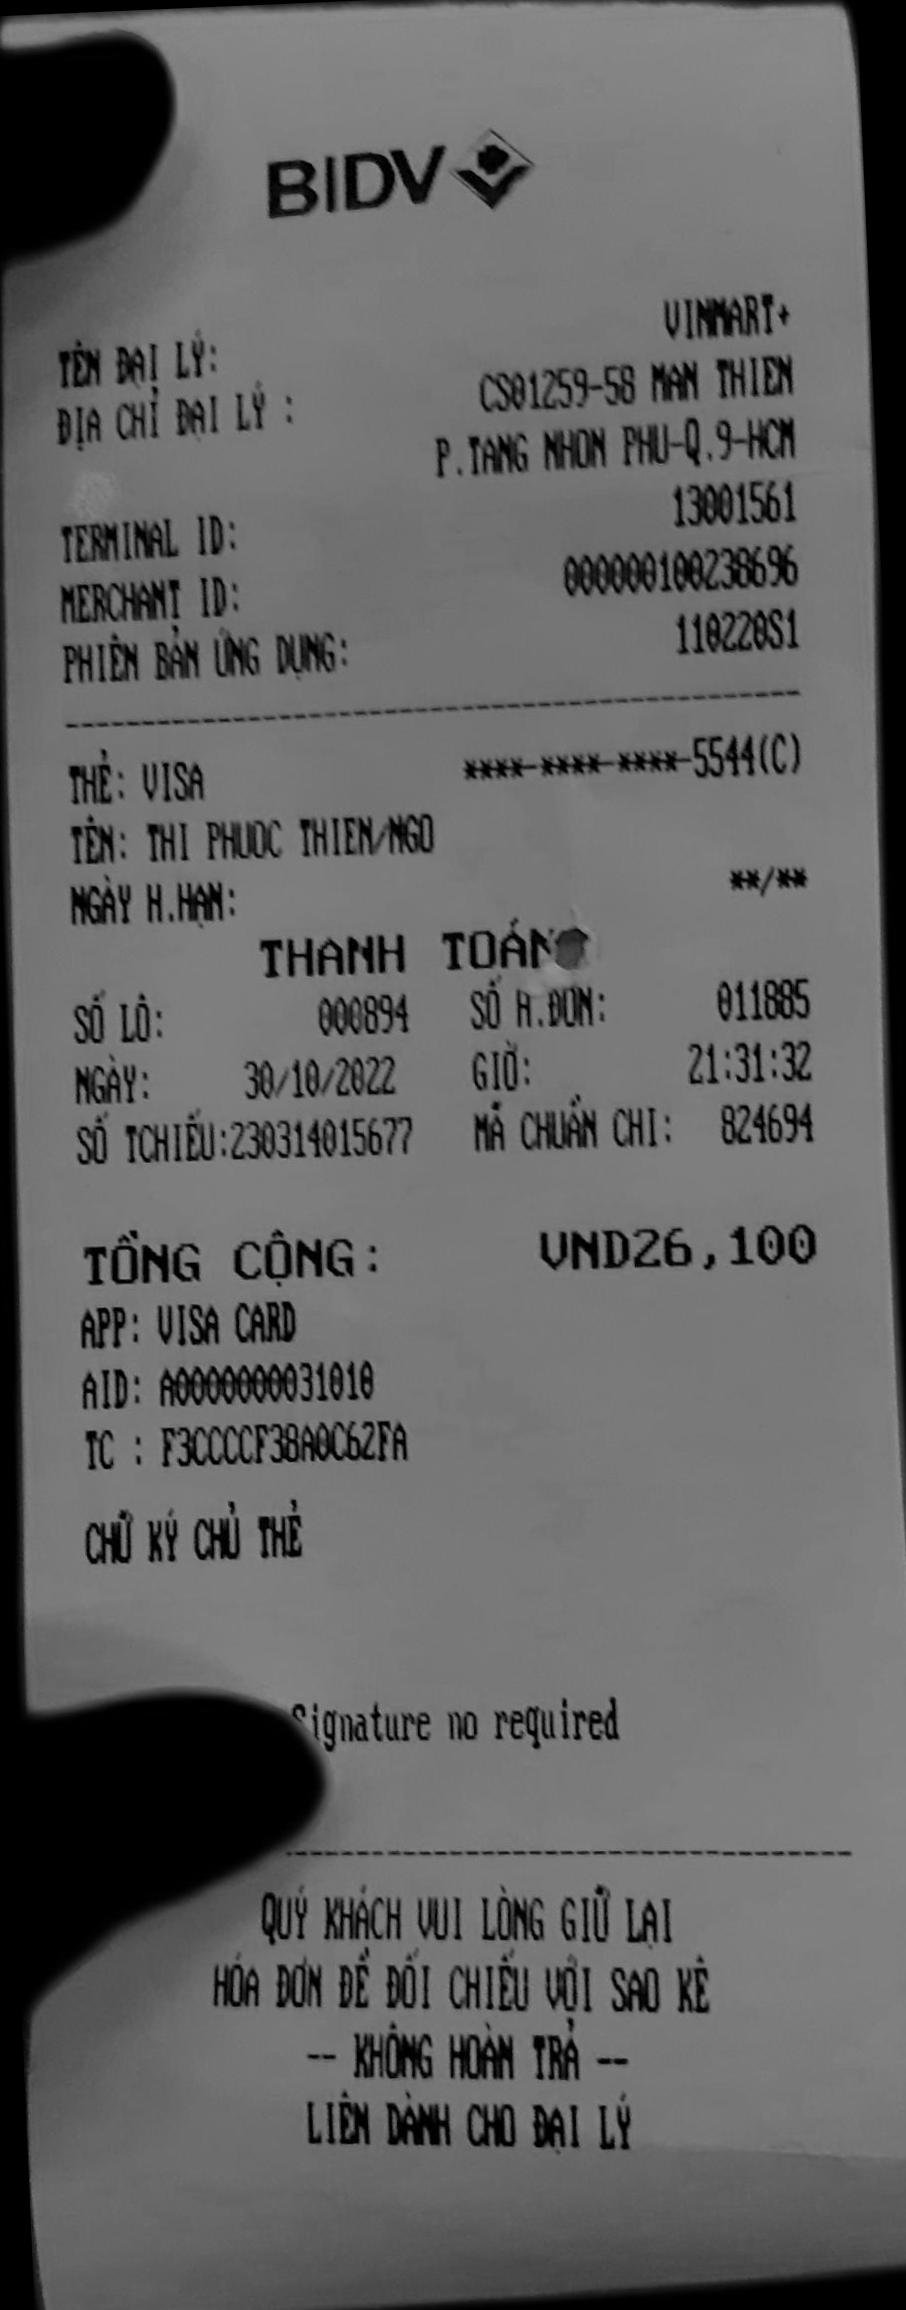 BIDV
TÊN ĐẠI LÝ: VINMART+
ĐỊA CHỈ ĐẠI LÝ : CS01259-58 MAN THIEN
P.TANG NHON PHU-Q.9-HCM
TERMINAL ID: 13001561
MERCHANT ID: 000000100238696
PHIÊN BẢN ỨNG DỤNG: 110220S1
THẺ: VISA ****-****-****-5544(C)
TÊN: THI PHUOC THIEN/NGO
NGÀY H.HẠN: **/**
THANH TOÁN
SỐ LÔ: 000894 SỐ H.ĐƠN: 011885
NGÀY: 30/10/2022 GIỜ: 21:31:32
SỐ TCHIẾU:230314015677 MÃ CHUẨN CHI: 824694
TỔNG CỘNG: VND26,100
APP: VISA CARD
AID: A0000000031010
TC : F3CCCCF38A0C62FA
CHỮ KÝ CHỦ THẺ
Signature no required
QUÝ KHÁCH VUI LÒNG GIỮ LẠI
HÓA ĐƠN ĐỂ ĐỐI CHIẾU VỚI SAO KÊ
-- KHÔNG HOÀN TRẢ --
LIÊN DÀNH CHO ĐẠI LÝ